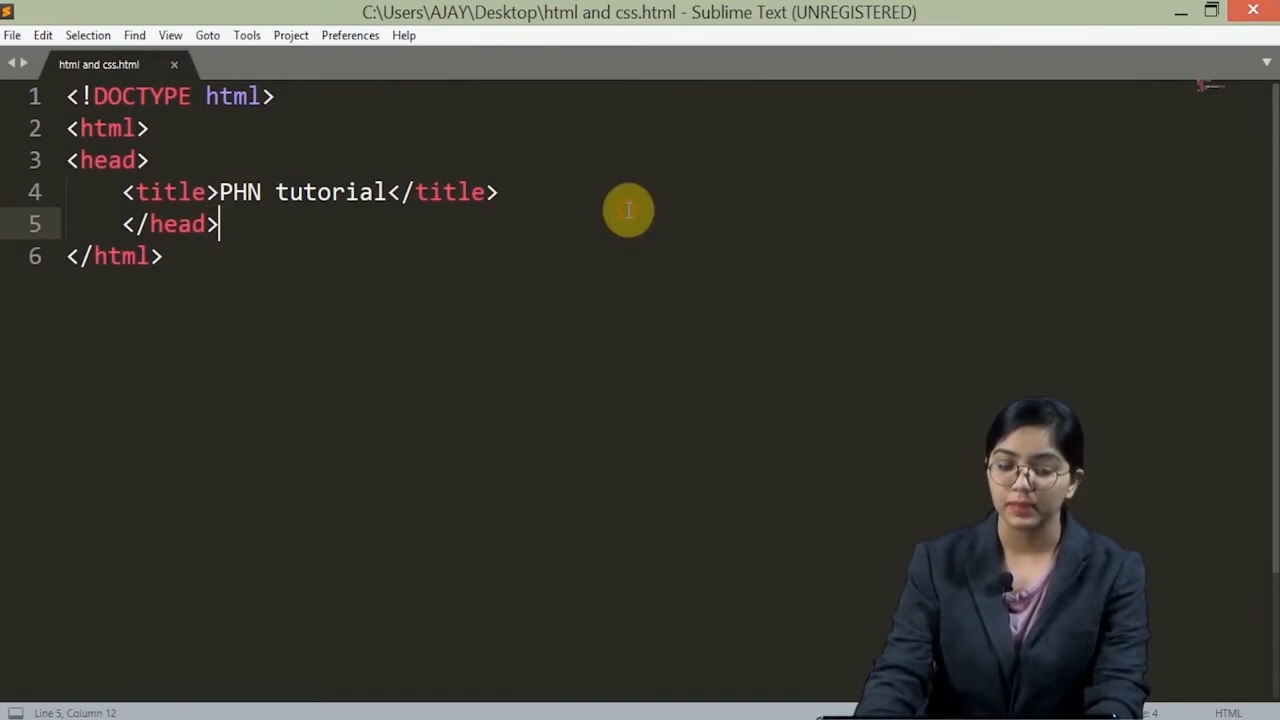 C:\Users\AJAY\Desktop\html and css.html - Sublime Text (UNREGISTERED)
File Edit Selection Find View Goto Tools Project Preferences Help
html and css.html
1 <!DOCTYPE html>
2 <html>
3 <head>
4 <title>PHN tutorial</title>
5 </head>
6 </html>
Line 5, Column 12
: 4
HTML